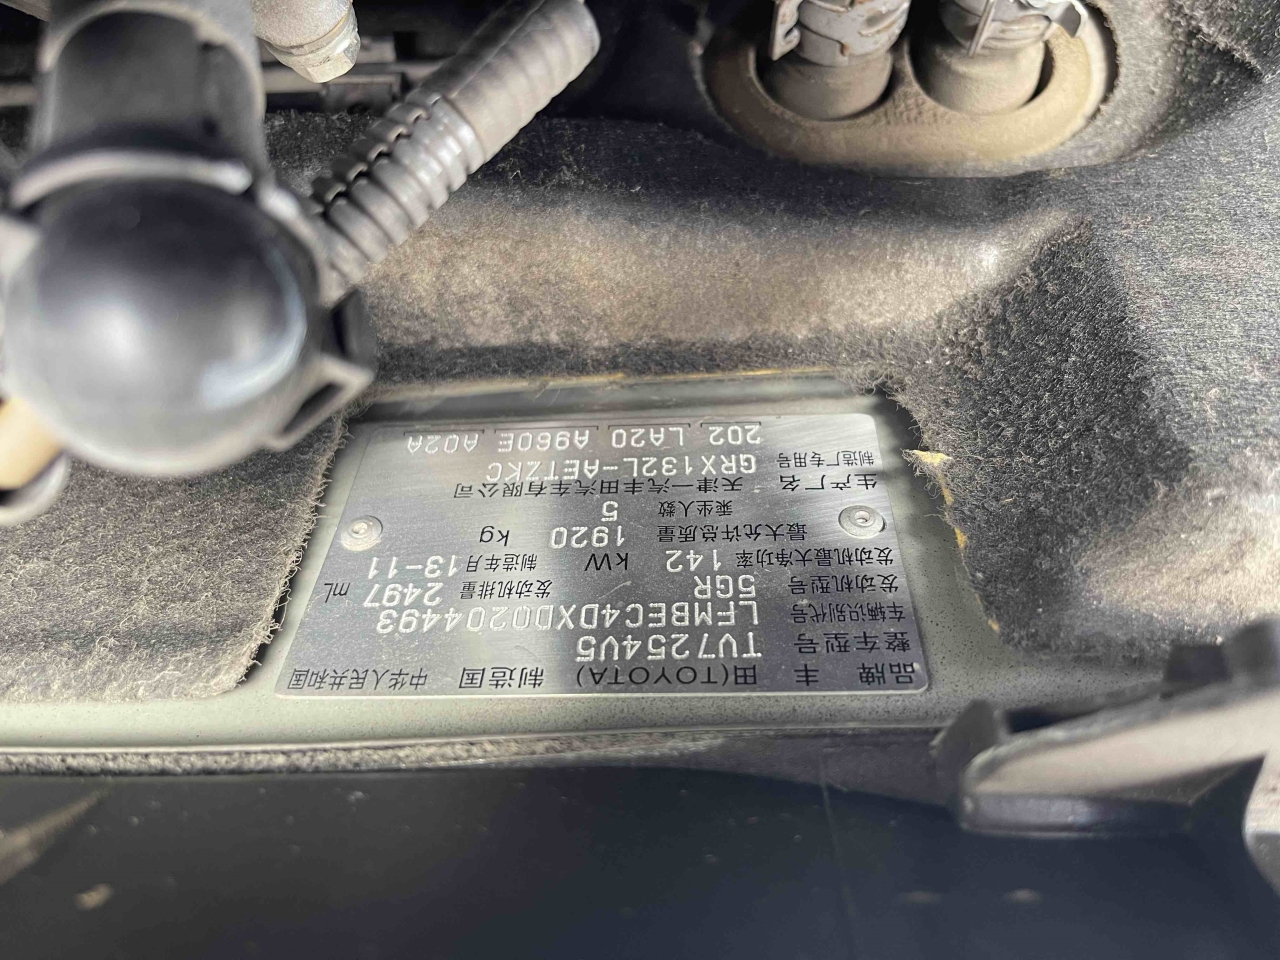 品牌 丰田(TOYOTA) 制造国 中华人民共和国
整车型号 TV7254V5
车辆识别代号 LFMBEC4DXD0204493
发动机型号 5GR 发动机排量 2497 mL
发动机最大净功率 142 kW 制造年月 13-11
最大允许总质量 1920 kg
乘坐人数 5
生产厂名 天津一汽丰田汽车有限公司
制造厂专用号 GRX132L-AETZKC
202 LA20 A960E A02A